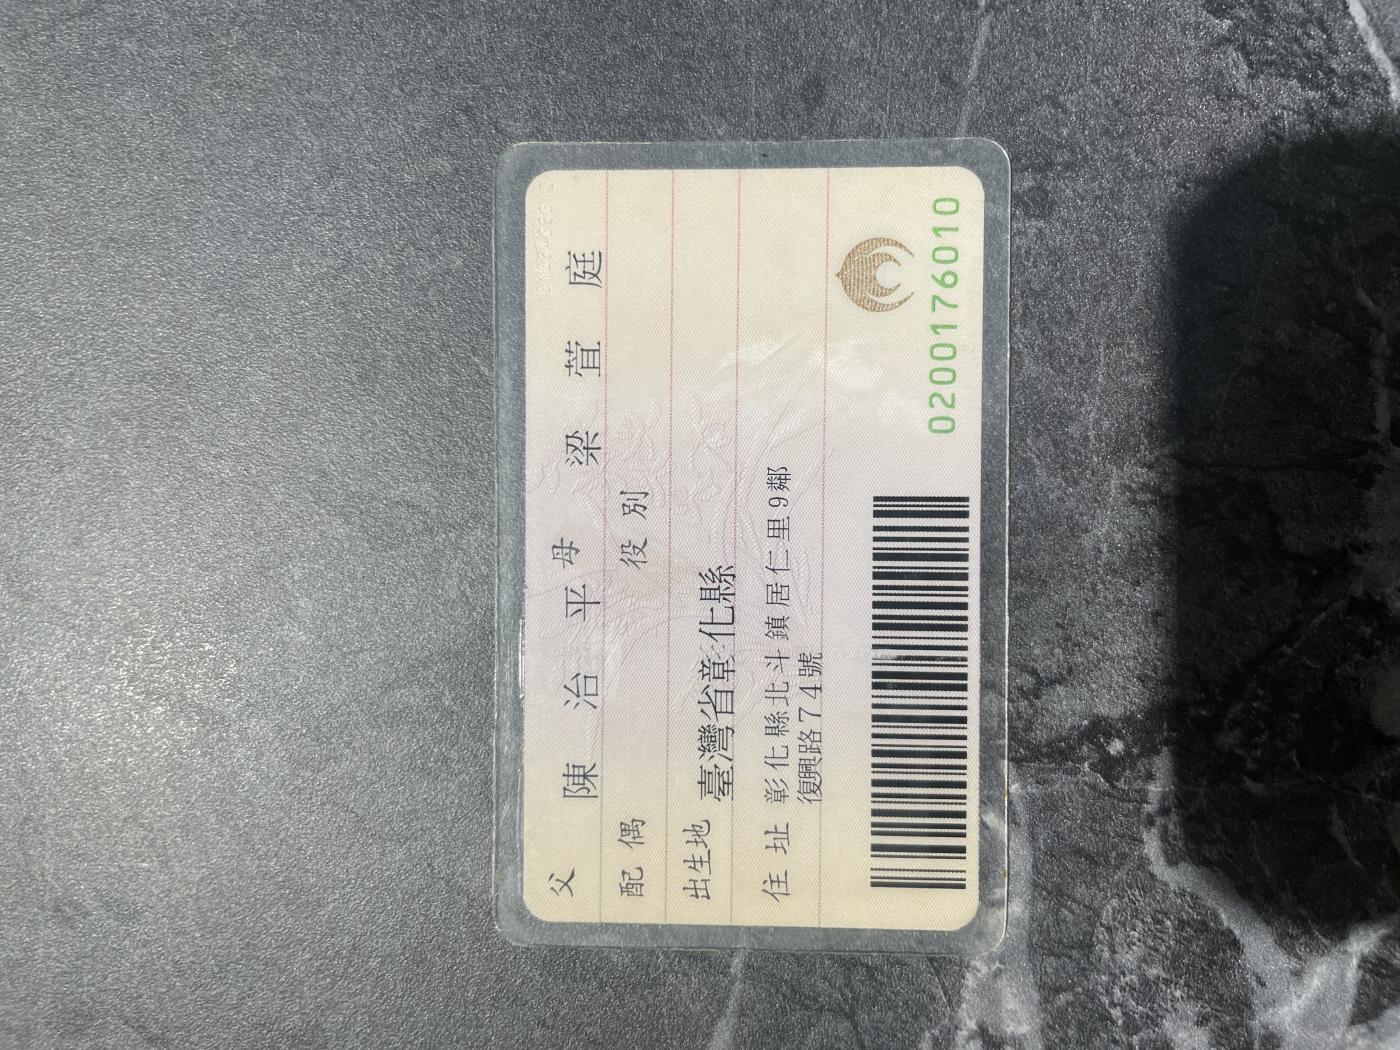 父 陳治平 母 梁萱庭
配偶 役別
出生地 臺灣省彰化縣
住址 彰化縣北斗鎮居仁里9鄰
復興路74號
0200176010